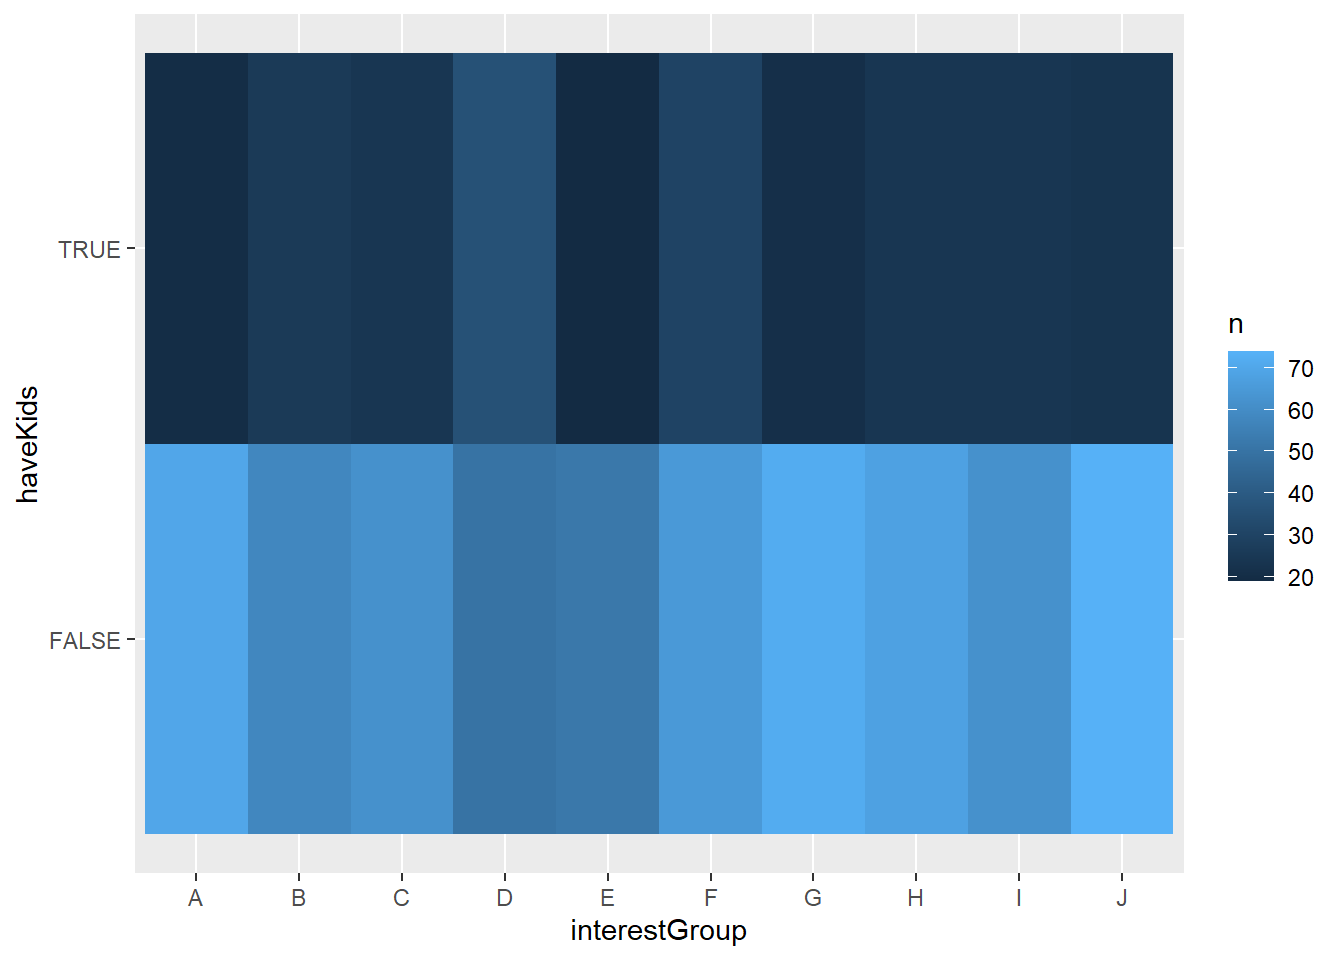 haveKids
TRUE
FALSE
A B C D E F G H I J
interestGroup
n
70
60
50
40
30
20